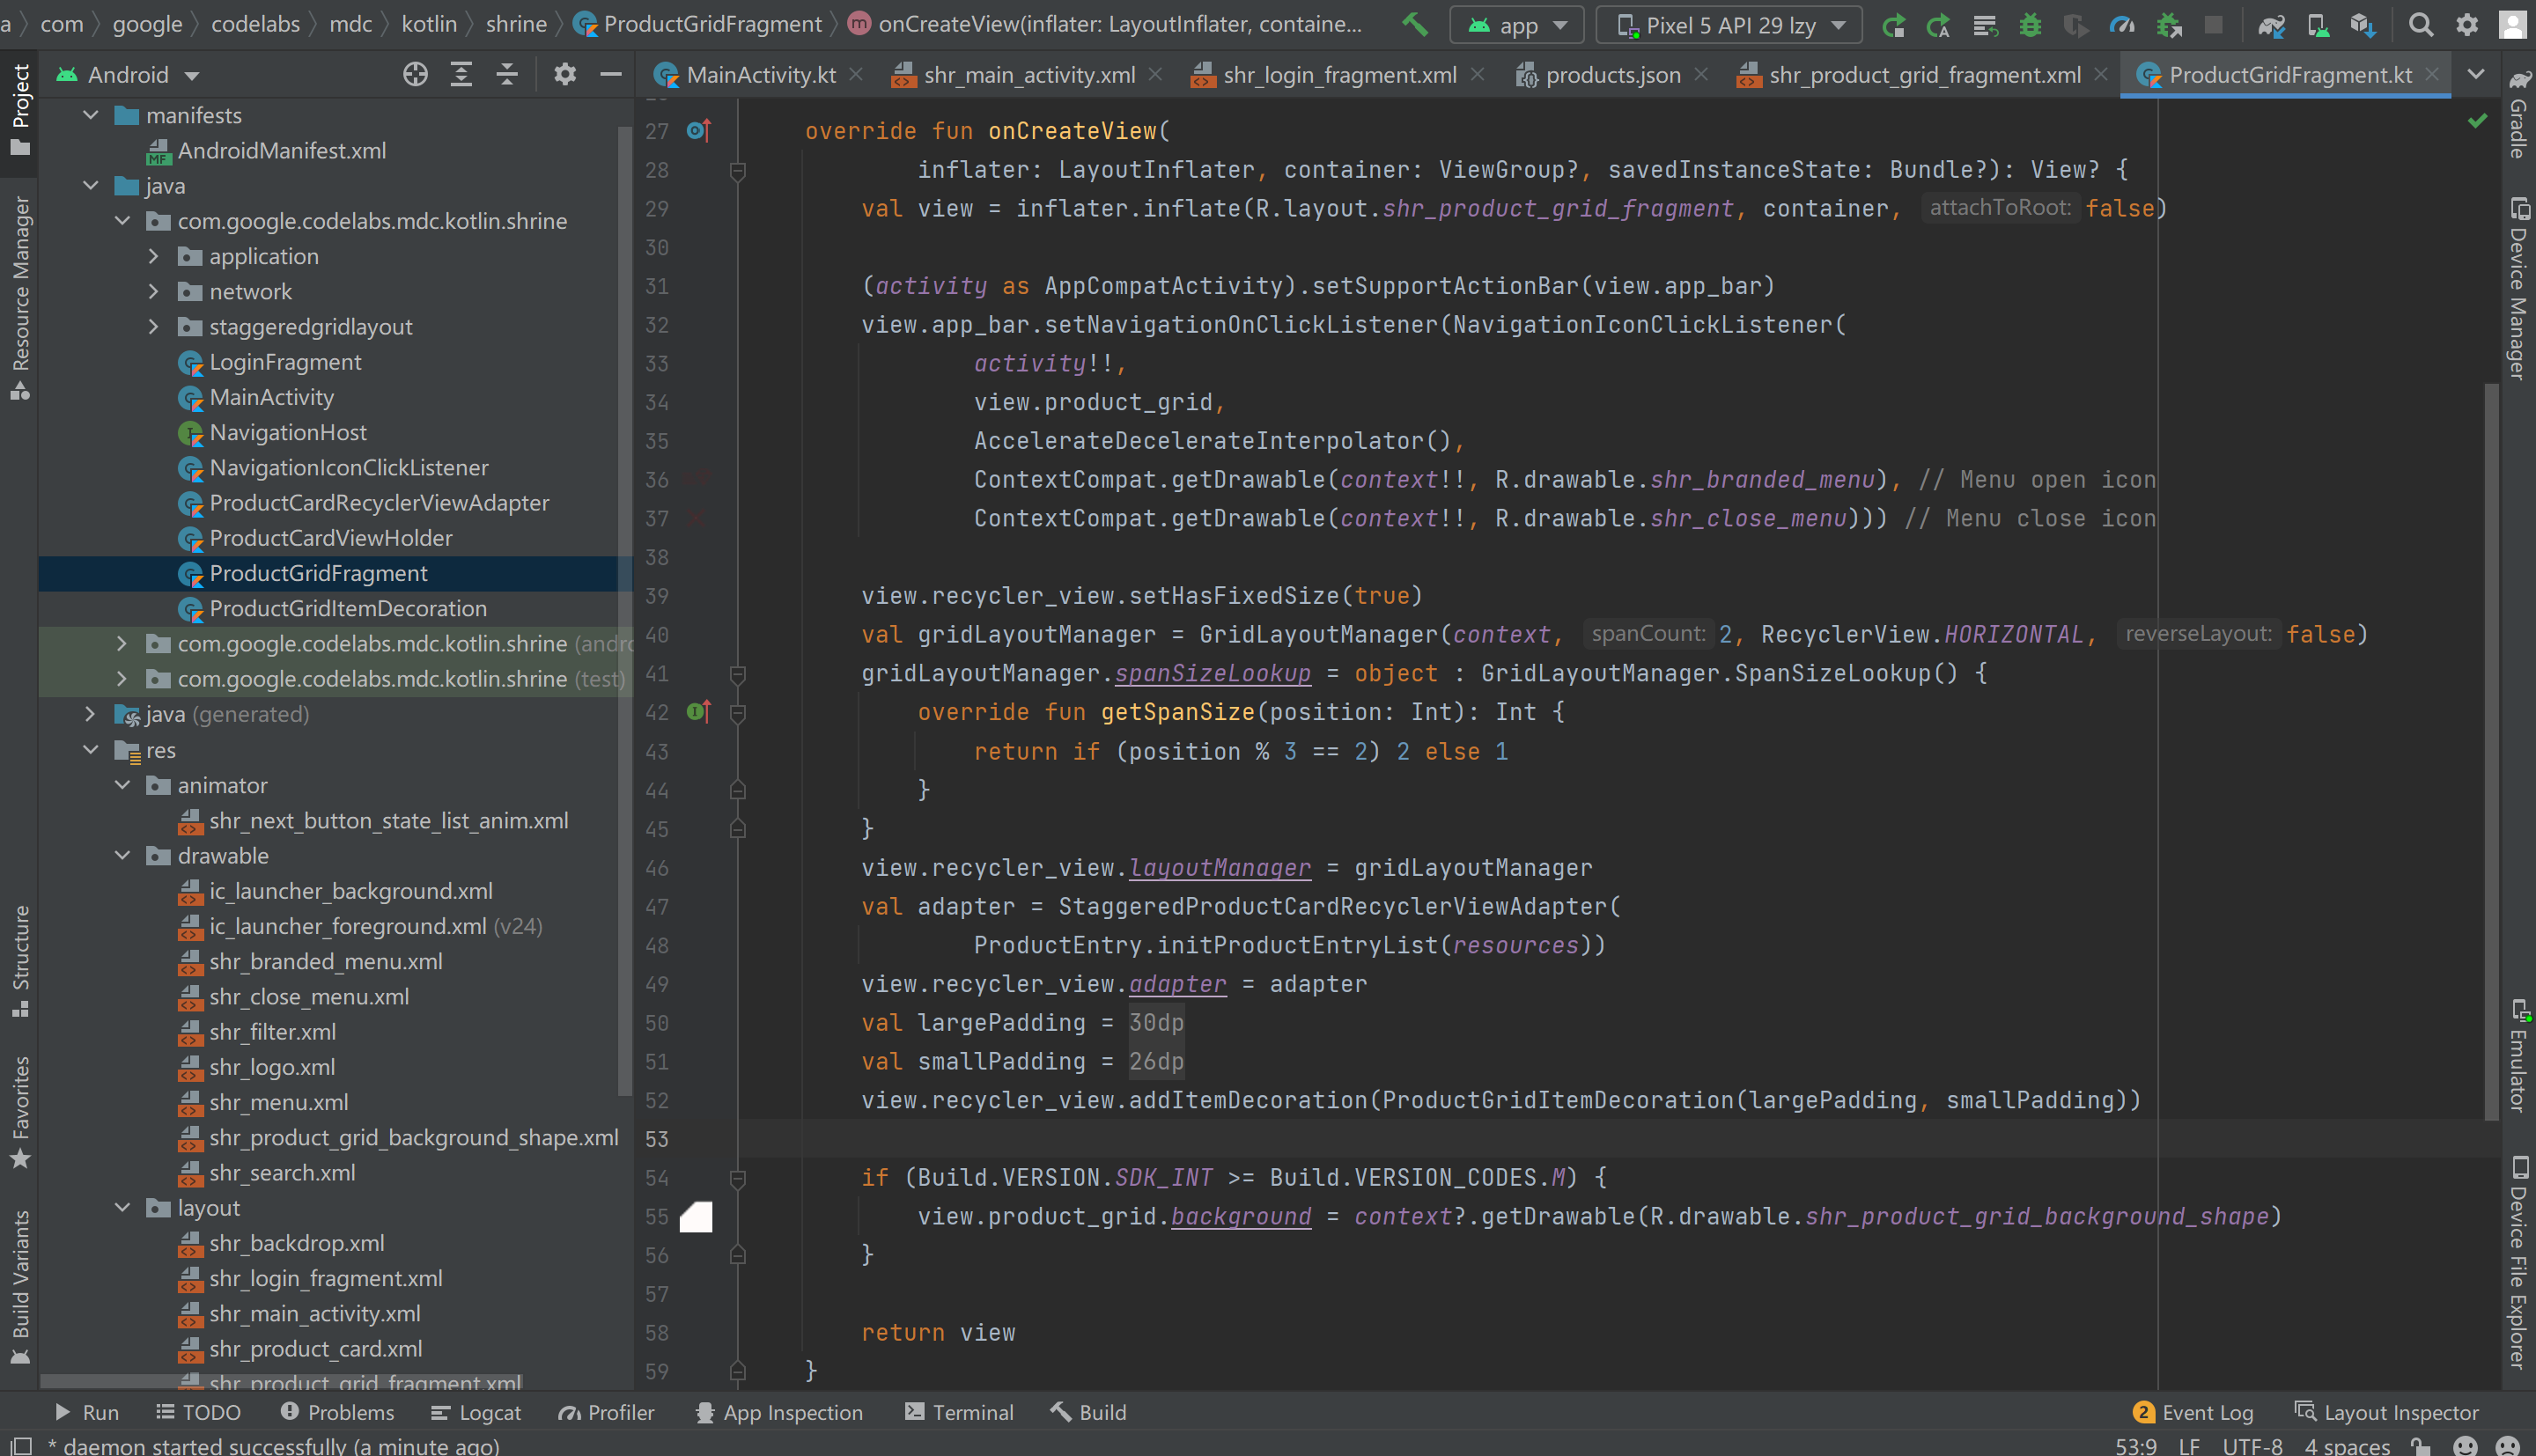 a com google codelabs mdc kotlin shrine ProductGridFragment onCreateView(inflater: LayoutInflater, containe... app Pixel 5 API 29 lzy
Project
Resource Manager
Structure
Favorites
Build Variants
Android
manifests
AndroidManifest.xml
java
com.google.codelabs.mdc.kotlin.shrine
application
network
staggeredgridlayout
LoginFragment
MainActivity
NavigationHost
NavigationIconClickListener
ProductCardRecyclerViewAdapter
ProductCardViewHolder
ProductGridFragment
ProductGridItemDecoration
com.google.codelabs.mdc.kotlin.shrine (andro
com.google.codelabs.mdc.kotlin.shrine (test)
java (generated)
res
animator
shr_next_button_state_list_anim.xml
drawable
ic_launcher_background.xml
ic_launcher_foreground.xml (v24)
shr_branded_menu.xml
shr_close_menu.xml
shr_filter.xml
shr_logo.xml
shr_menu.xml
shr_product_grid_background_shape.xml
shr_search.xml
layout
shr_backdrop.xml
shr_login_fragment.xml
shr_main_activity.xml
shr_product_card.xml
shr_product_grid_fragment.xml
MainActivity.kt shr_main_activity.xml shr_login_fragment.xml products.json shr_product_grid_fragment.xml ProductGridFragment.kt
27 override fun onCreateView(
28 inflater: LayoutInflater, container: ViewGroup?, savedInstanceState: Bundle?): View? {
29 val view = inflater.inflate(R.layout.shr_product_grid_fragment, container, attachToRoot: false)
30
31 (activity as AppCompatActivity).setSupportActionBar(view.app_bar)
32 view.app_bar.setNavigationOnClickListener(NavigationIconClickListener(
33 activity!!,
34 view.product_grid,
35 AccelerateDecelerateInterpolator(),
36 ContextCompat.getDrawable(context!!, R.drawable.shr_branded_menu), // Menu open icon
37 ContextCompat.getDrawable(context!!, R.drawable.shr_close_menu))) // Menu close icon
38
39 view.recycler_view.setHasFixedSize(true)
40 val gridLayoutManager = GridLayoutManager(context, spanCount: 2, RecyclerView.HORIZONTAL, reverseLayout: false)
41 gridLayoutManager.spanSizeLookup = object : GridLayoutManager.SpanSizeLookup() {
42 override fun getSpanSize(position: Int): Int {
43 return if (position % 3 == 2) 2 else 1
44 }
45 }
46 view.recycler_view.layoutManager = gridLayoutManager
47 val adapter = StaggeredProductCardRecyclerViewAdapter(
48 ProductEntry.initProductEntryList(resources))
49 view.recycler_view.adapter = adapter
50 val largePadding = 30dp
51 val smallPadding = 26dp
52 view.recycler_view.addItemDecoration(ProductGridItemDecoration(largePadding, smallPadding))
53
54 if (Build.VERSION.SDK_INT >= Build.VERSION_CODES.M) {
55 view.product_grid.background = context?.getDrawable(R.drawable.shr_product_grid_background_shape)
56 }
57
58 return view
59 }
Gradle
Device Manager
Emulator
Device File Explorer
Run TODO Problems Logcat Profiler App Inspection Terminal Build 2 Event Log Layout Inspector
* daemon started successfully (a minute ago) 53:9 LF UTF-8 4 spaces